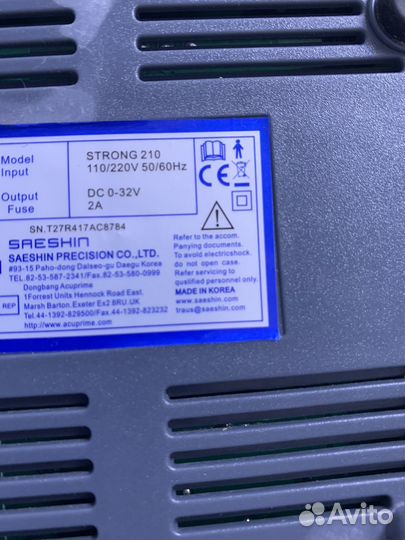 Model STRONG 210
Input 110/220V 50/60Hz
Output DC 0-32V
Fuse 2A
SN.T27R417AC8784
SAESHIN
SAESHIN PRECISION CO.,LTD.
#93-15 Paho-dong Dalseo-gu Daegu Korea
TEL.82-53-587-2341/Fax.82-53-580-0999
Dongbang Acuprime
REP
1Forrest Units Hennock Road East.
Marsh Barton.Exeter Ex2 8RU.UK
Tel.44-1392-829500/Fax.44-1392-823232
http://www.acuprime.com
CE
Refer to the accom.
Panying documents.
To avoid electricshock.
do not open case.
Refer servicing to
qualified personnel only.
MADE IN KOREA
www.saeshin.com
traus@saeshin.com
Avito